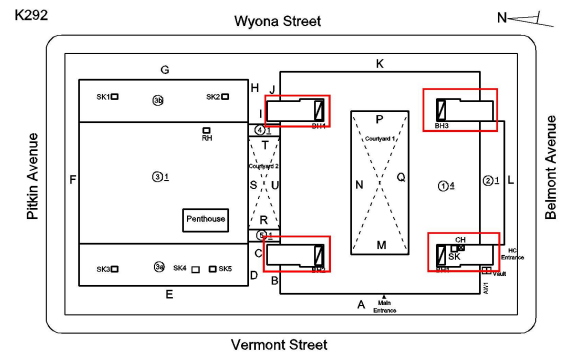 K292
Wyona Street
N
G
K
H
J
SK1
3b
SK2
I
BH4
BH3
P
RH
4 1
T
Courtyard 1
Courtyard 2
Pitkin Avenue
F
3 1
S
U
N
Q
1 4
2 1
L
Belmont Avenue
Penthouse
R
5 1
M
CH
SK
HC
Entrance
C
SK3
3a
SK4
SK5
D
B
BH1
Vault
AW1
E
A
Main
Entrance
Vermont Street